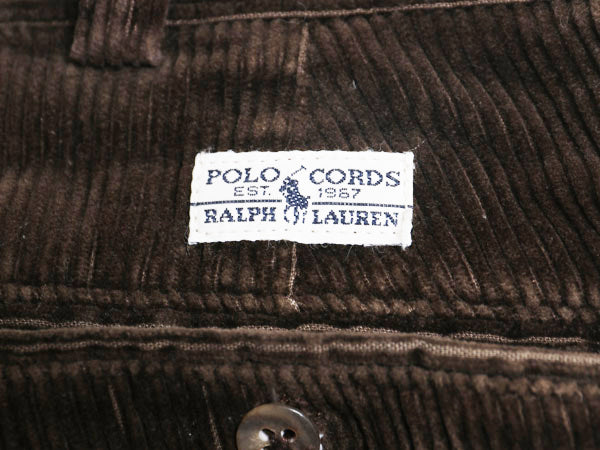 POLO CORDS
EST. 1967
RALPH LAUREN